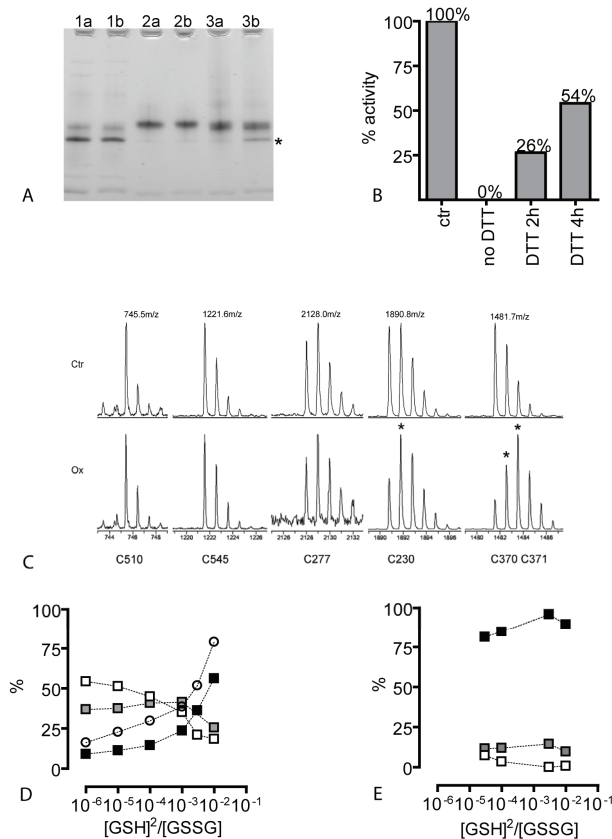 1a 1b 2a 2b 3a 3b
*
A
% activity
100%
75
50
25
100%
0%
26%
54%
ctr
no DTT
DTT 2h
DTT 4h
B
745.5m/z 1221.6m/z 2128.0m/z 1890.8m/z 1481.7m/z
Ctr
* * *
Ox
744 746 748 1220 1222 1224 1226 2126 2128 2130 2132 1890 1892 1894 1896 1480 1482 1484 1486
C510 C545 C277 C230 C370 C371
C
%
100
75
50
25
0
10-6 10-5 10-4 10-3 10-2 10-1
[GSH]2/[GSSG]
D
%
100
75
50
25
0
10-6 10-5 10-4 10-3 10-2 10-1
[GSH]2/[GSSG]
E